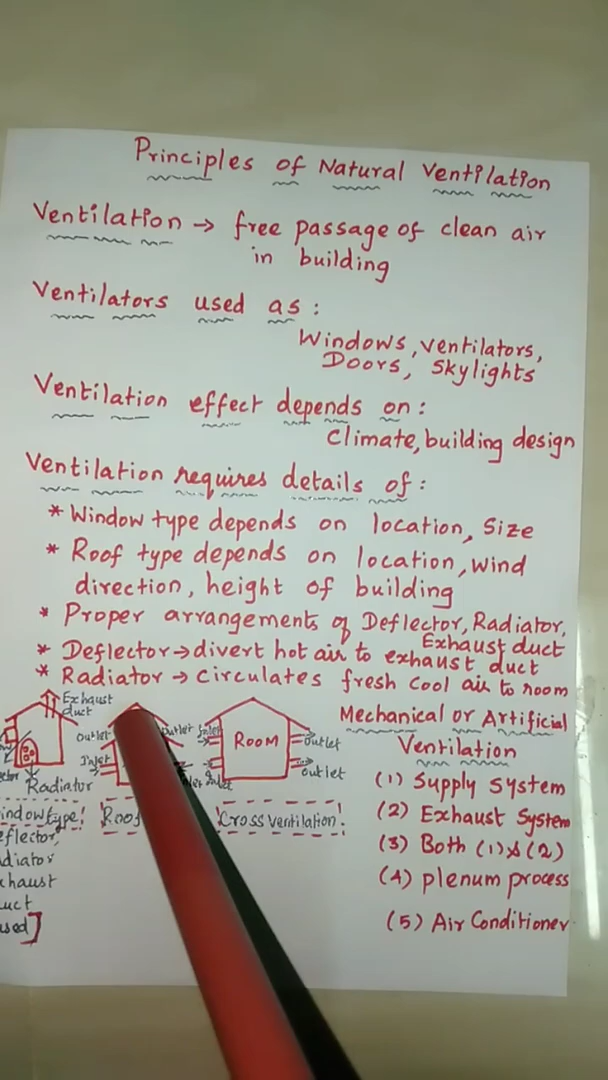 Principles of Natural Ventilation
Ventilation → free passage of clean air
in building
Ventilators used as :
Windows, ventilators,
Doors, Skylights
Ventilation effect depends on :
Climate, building design
Ventilation requires details of :
* Window type depends on location, Size
* Roof type depends on location, wind
direction, height of building
* Proper arrangements of Deflector, Radiator,
Exhaust duct
* Deflector → divert hot air to exhaust duct
* Radiator → circulates fresh cool air to room
Exhaust
duct
Radiator
Outlet
Inlet
Outlet
Inlet
ROOM
Outlet
Outlet
Inlet
Cross ventilation
Mechanical or Artificial
Ventilation
(1) Supply system
(2) Exhaust System
(3) Both (1) & (2)
(4) plenum process
(5) Air Conditioner